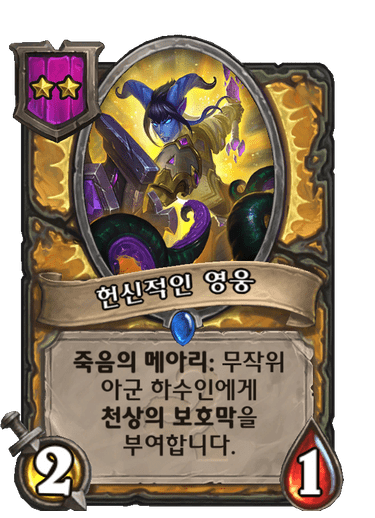 헌신적인 영웅
죽음의 메아리: 무작위
아군 하수인에게
천상의 보호막을
부여합니다.
2
1